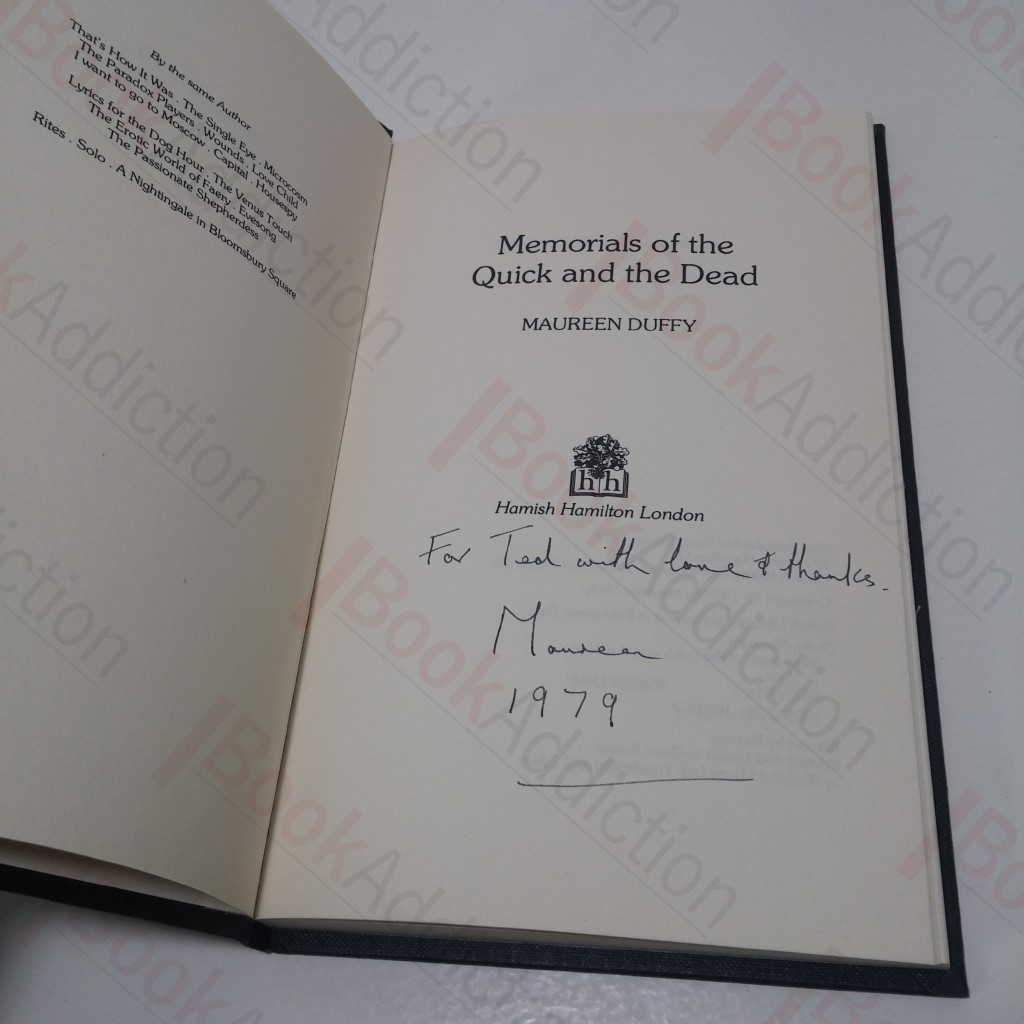 By the same Author
That's How It Was . The Single Eye . Microcosm
The Paradox Players . Wounds . Love Child
I want to go to Moscow . Capital . Housespy
Lyrics for the Dog Hour . The Venus Touch
The Erotic World of Faery . Evesong
The Passionate Shepherdess
Rites . Solo . A Nightingale in Bloomsbury Square
Memorials of the
Quick and the Dead
MAUREEN DUFFY
hh
Hamish Hamilton London
For Ted with love & thanks.
Maureen
1979
BookAddiction